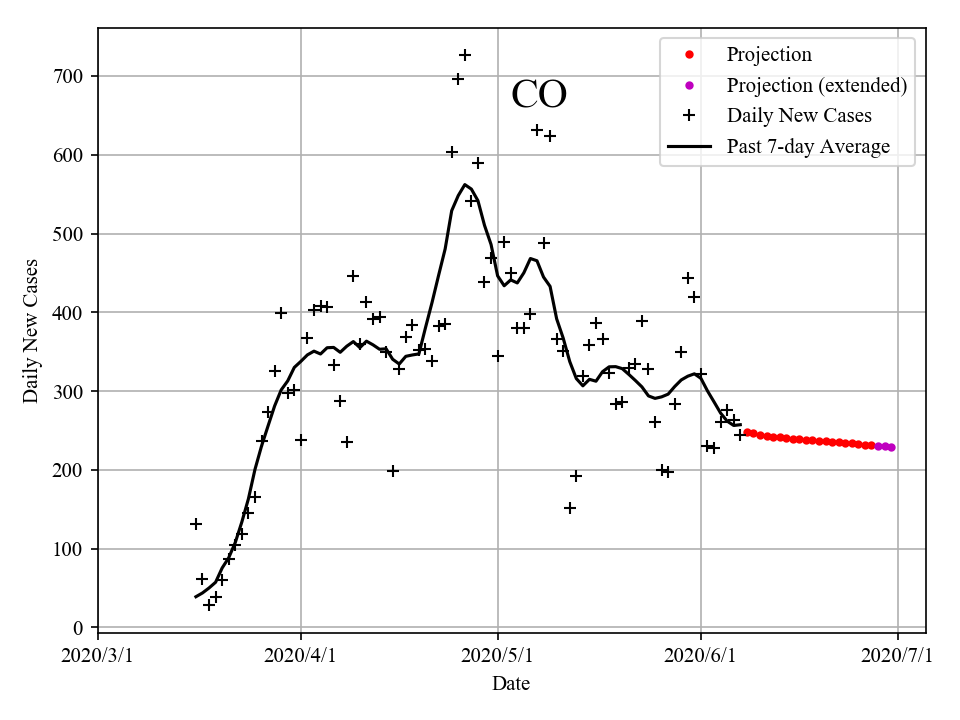 CO
Projection
Projection (extended)
Daily New Cases
Past 7-day Average
Daily New Cases
700
600
500
400
300
200
100
0
2020/3/1 2020/4/1 2020/5/1 2020/6/1 2020/7/1
Date